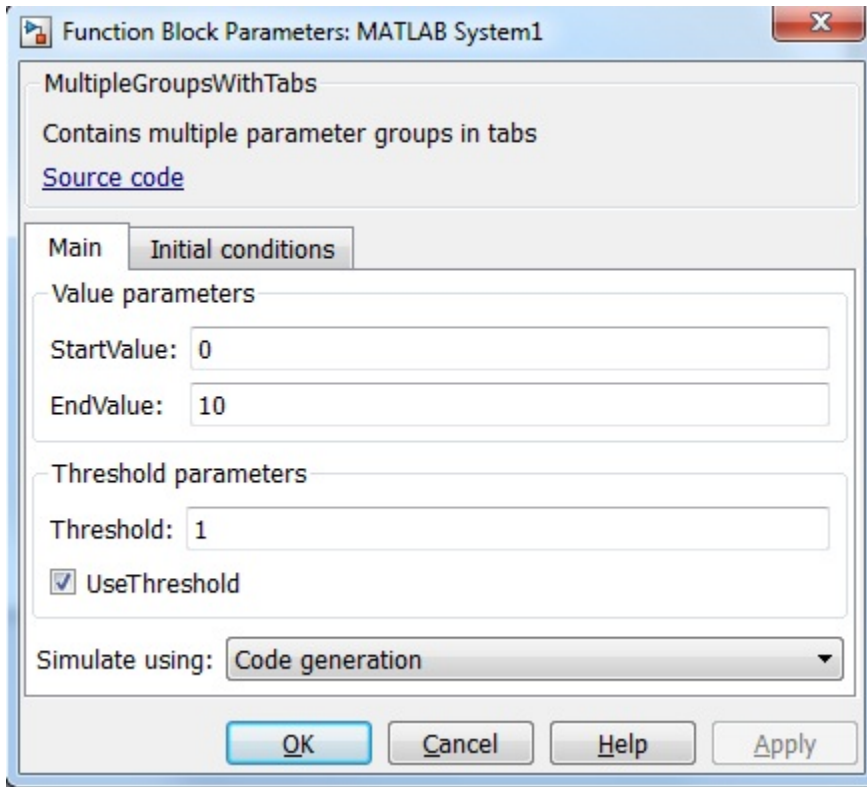 Function Block Parameters: MATLAB System1
MultipleGroupsWithTabs
Contains multiple parameter groups in tabs
Source code
Main Initial conditions
Value parameters
StartValue: 0
EndValue: 10
Threshold parameters
Threshold: 1
UseThreshold
Simulate using: Code generation
OK Cancel Help Apply